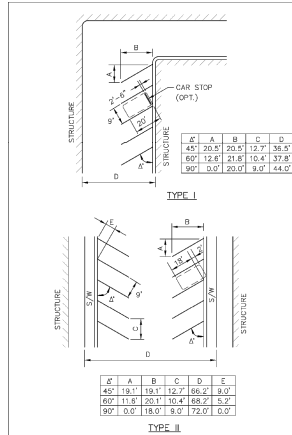 B
A
CAR STOP
(OPT.)
2'-6"
9'
20'
STRUCTURE
STRUCTURE
Δ°
D
Δ° A B C D
45° 20.5' 20.5' 12.7' 36.5'
60° 12.6' 21.8' 10.4' 37.8'
90° 0.0' 20.0' 9.0' 44.0'
TYPE I
E
B
A
18'
2'
STRUCTURE
S/W
Δ°
9'
C
Δ°
S/W
STRUCTURE
D
Δ° A B C D E
45° 19.1' 19.1' 12.7' 66.2' 9.0'
60° 11.6' 20.1' 10.4' 68.2' 5.2'
90° 0.0' 18.0' 9.0' 72.0' 0.0'
TYPE II